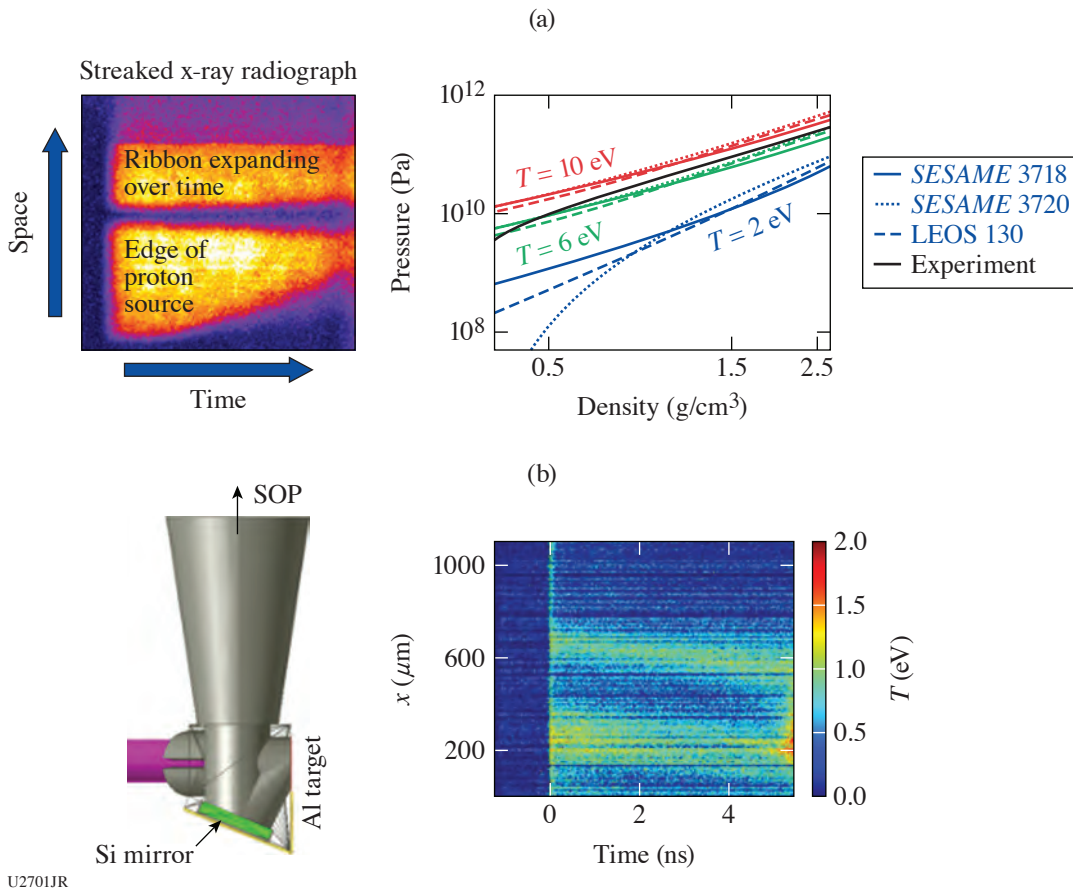 (a)
Streaked x-ray radiograph
Ribbon expanding
over time
Edge of
proton
source
Space
Time
10¹²
10¹⁰
10⁸
Pressure (Pa)
T = 10 eV
T = 6 eV
T = 2 eV
0.5
1.5
2.5
Density (g/cm³)
SESAME 3718
SESAME 3720
LEOS 130
Experiment
(b)
SOP
Al target
Si mirror
1000
600
200
x (μm)
0
2
4
Time (ns)
2.0
1.5
1.0
0.5
0.0
T (eV)
U2701JR